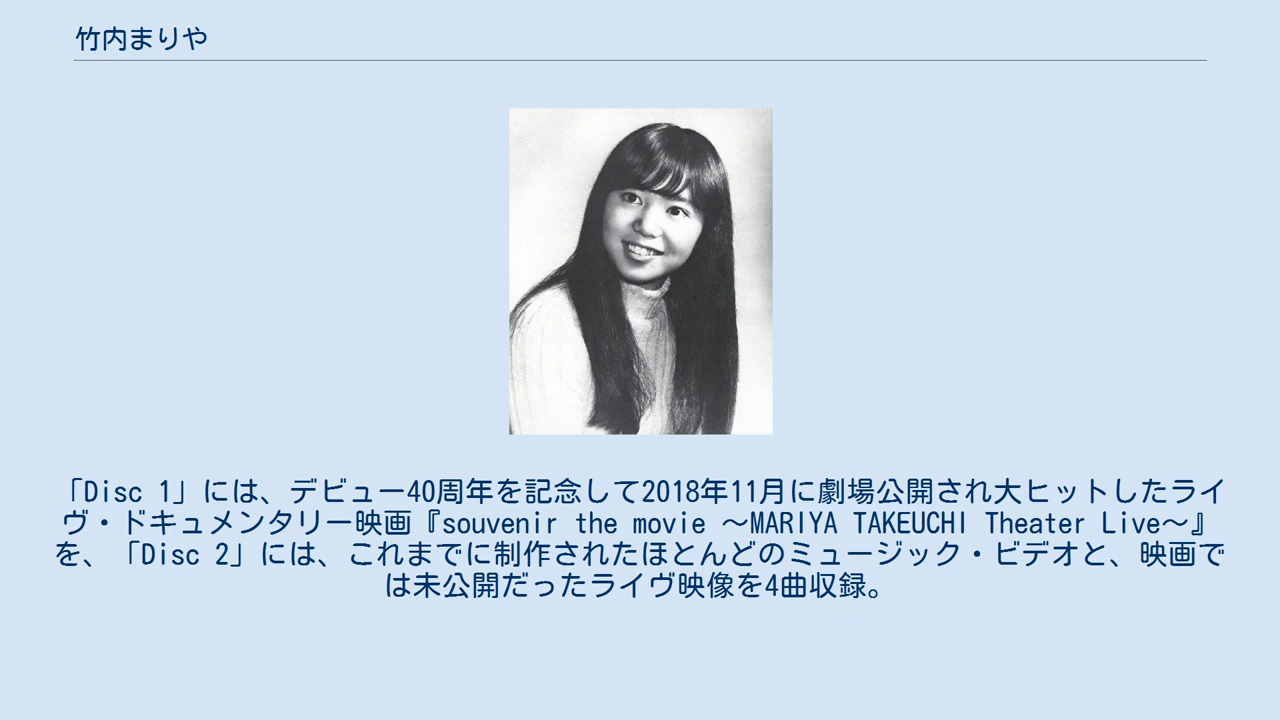 竹内まりや
「Disc 1」には、デビュー40周年を記念して2018年11月に劇場公開され大ヒットしたライ
ヴ・ドキュメンタリー映画『souvenir the movie 〜MARIYA TAKEUCHI Theater Live〜』
を、「Disc 2」には、これまでに制作されたほとんどのミュージック・ビデオと、映画で
は未公開だったライヴ映像を4曲収録。